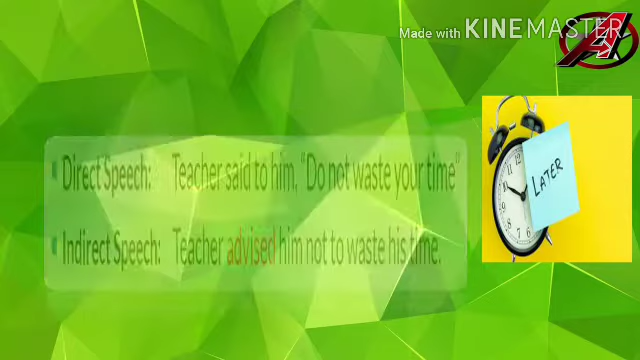 Made with KINEMASTER
Direct Speech: Teacher said to him, "Do not waste your time"
LATER
Indirect Speech: Teacher advised him not to waste his time.